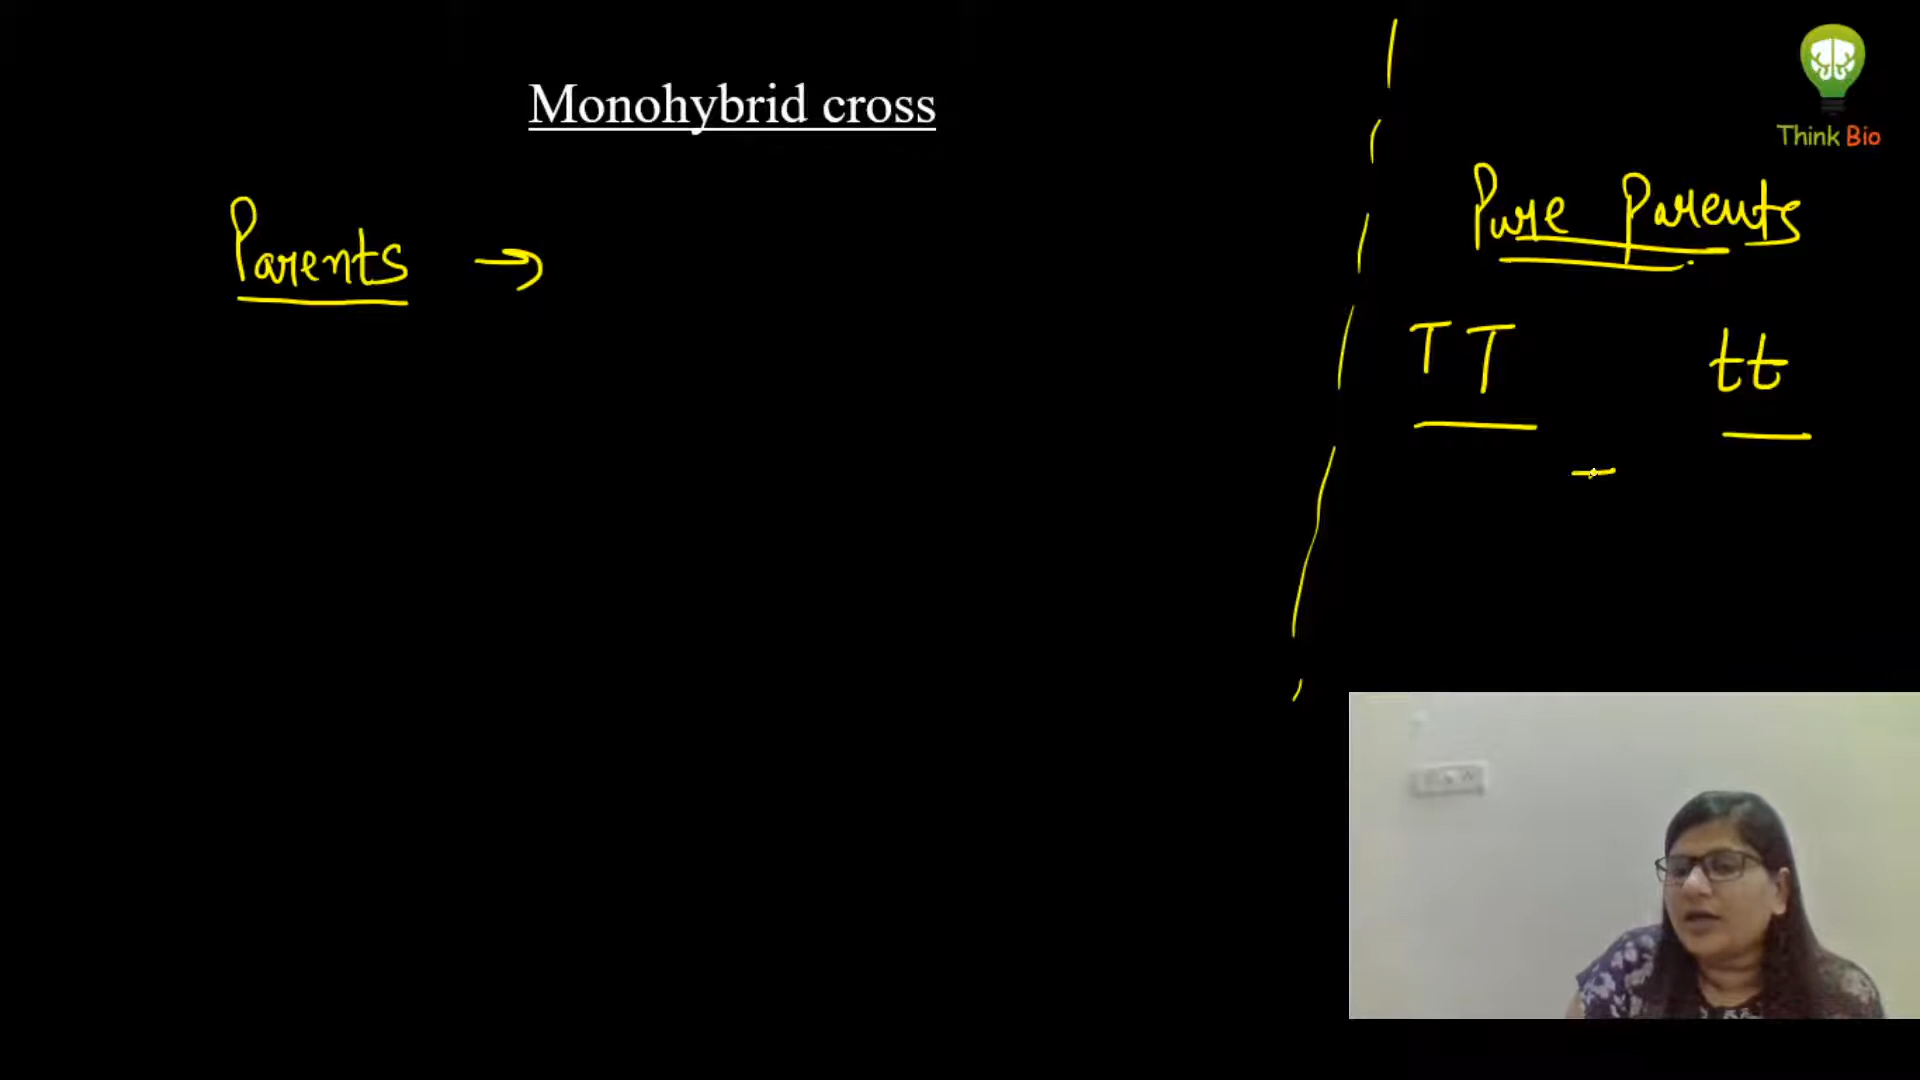 Monohybrid cross
Think Bio
Parents →
Pure Parents
TT tt